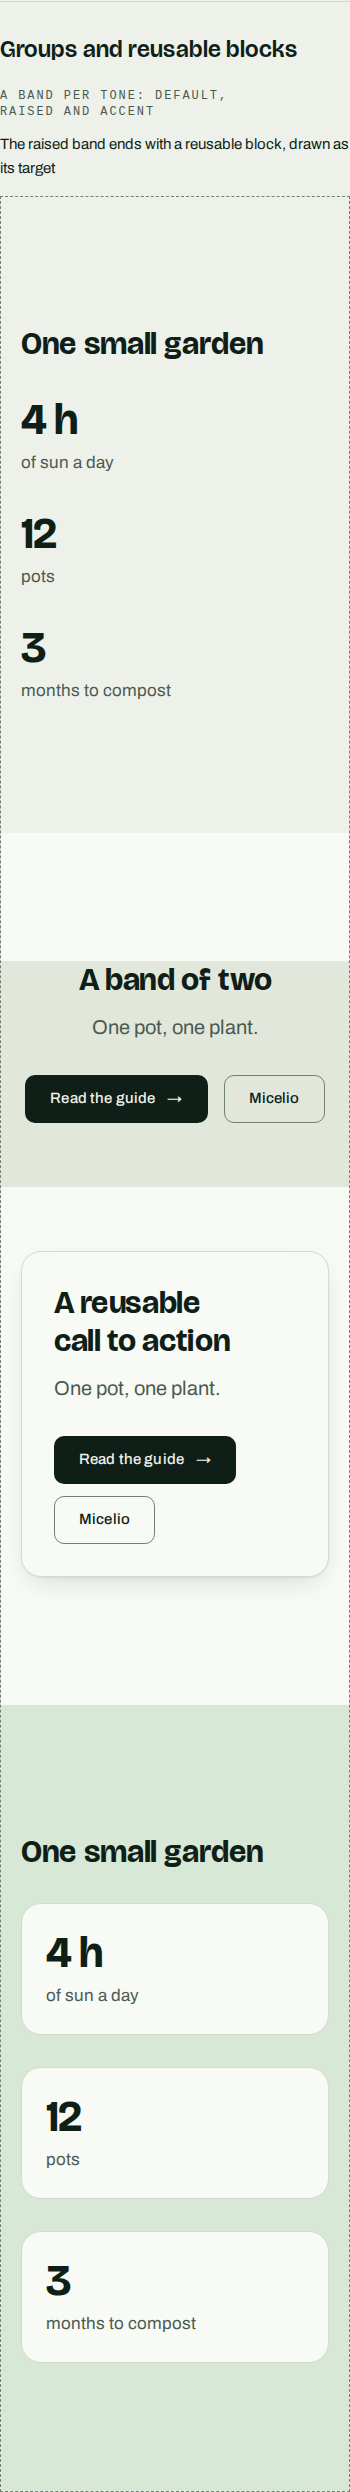 Groups and reusable blocks
A BAND PER TONE: DEFAULT,
RAISED AND ACCENT
The raised band ends with a reusable block, drawn as
its target
One small garden
4 h
of sun a day
12
pots
3
months to compost
A band of two
One pot, one plant.
Read the guide → Micelio
A reusable
call to action
One pot, one plant.
Read the guide →
Micelio
One small garden
4 h
of sun a day
12
pots
3
months to compost